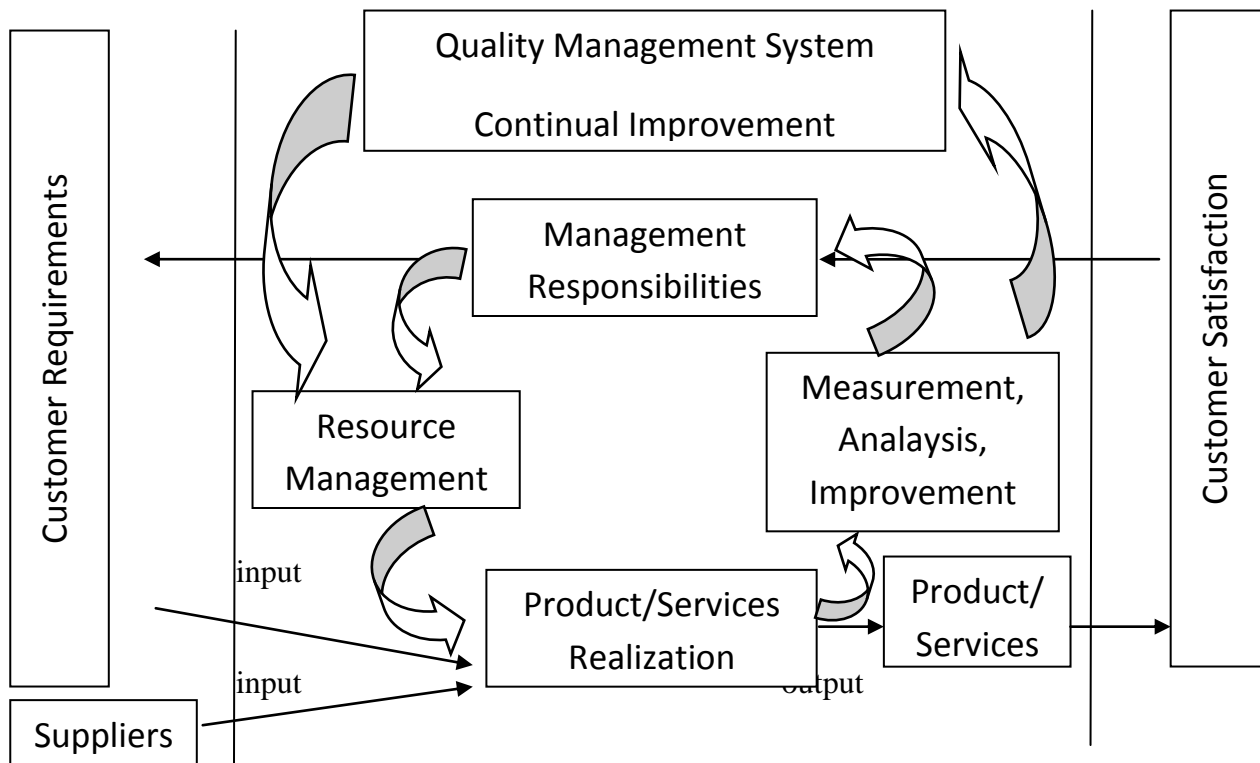 Quality Management System
Continual Improvement
Customer Requirements
Management
Responsibilities
Customer Satisfaction
Resource
Management
Measurement,
Analaysis,
Improvement
input
Product/Services
Realization
Product/
Services
input
output
Suppliers